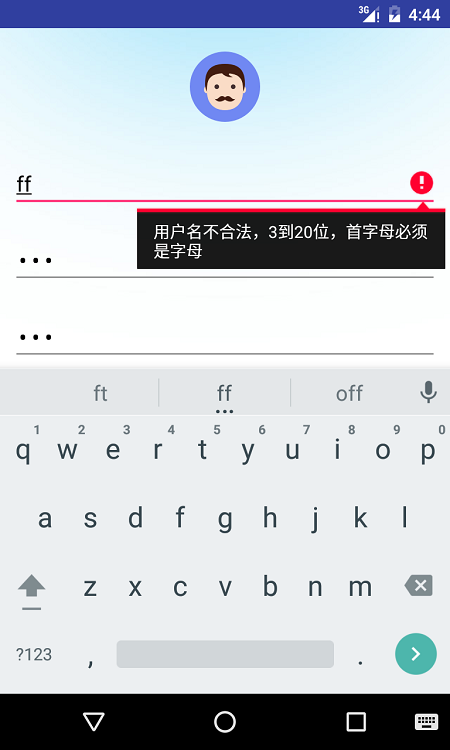 3G 4:44
ff
用户名不合法，3到20位，首字母必须
是字母
•••
•••
ft ff off
1 2 3 4 5 6 7 8 9 0
q w e r t y u i o p
a s d f g h j k l
z x c v b n m
?123 , .